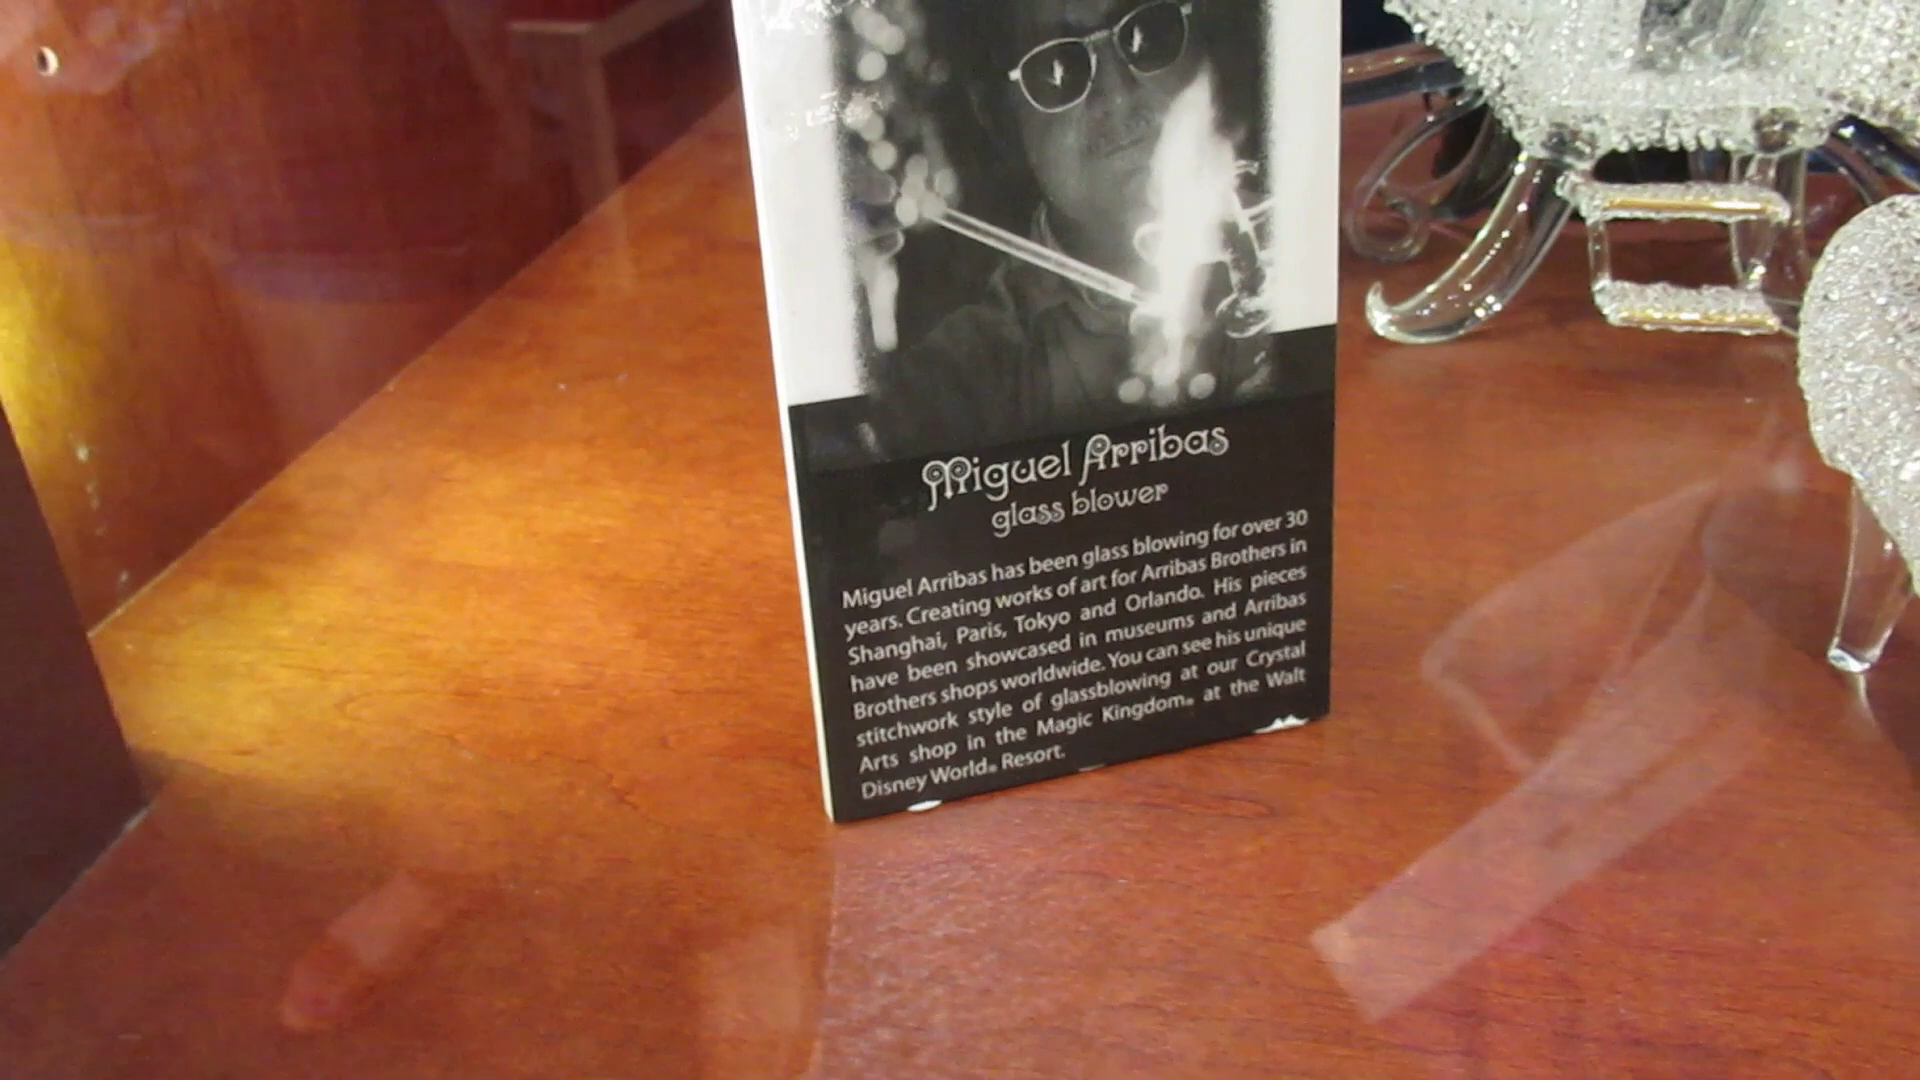 Miguel Arribas
glass blower
Miguel Arribas has been glass blowing for over 30
years. Creating works of art for Arribas Brothers in
Shanghai, Paris, Tokyo and Orlando. His pieces
have been showcased in museums and Arribas
Brothers shops worldwide. You can see his unique
stitchwork style of glassblowing at our Crystal
Arts shop in the Magic Kingdom® at the Walt
Disney World® Resort.